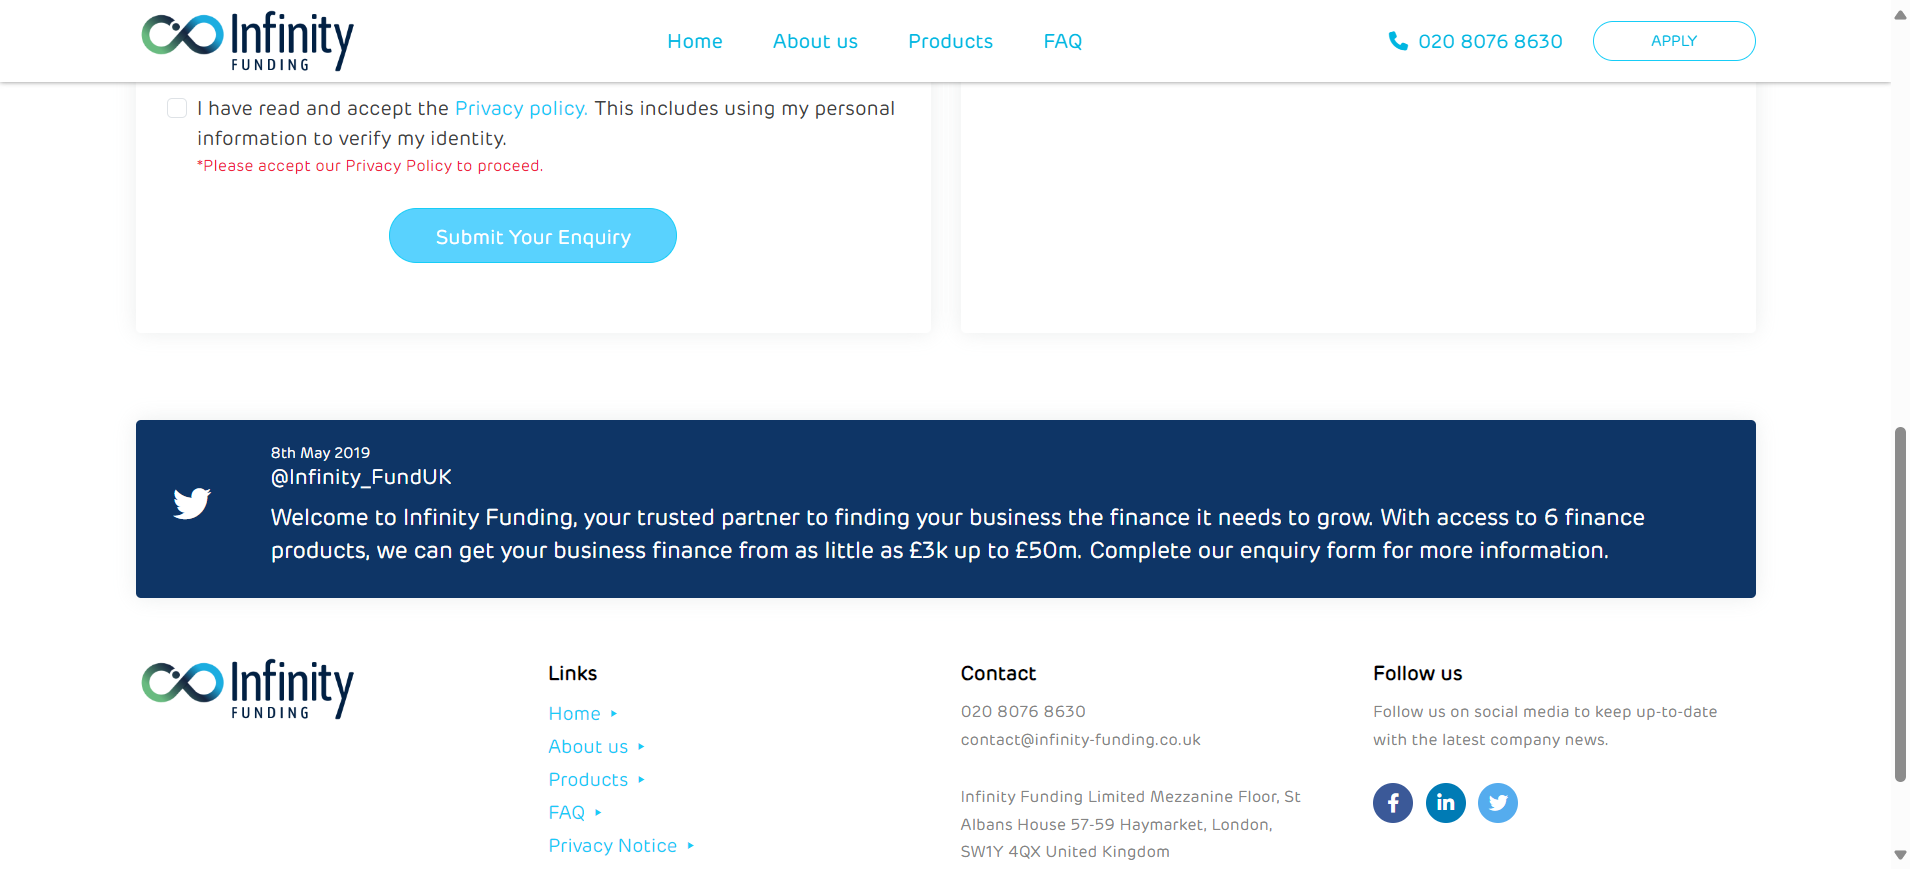 Infinity
FUNDING
Home
About us
Products
FAQ
020 8076 8630
APPLY
I have read and accept the Privacy policy. This includes using my personal
information to verify my identity.
*Please accept our Privacy Policy to proceed.
Submit Your Enquiry
8th May 2019
@Infinity_FundUK
Welcome to Infinity Funding, your trusted partner to finding your business the finance it needs to grow. With access to 6 finance
products, we can get your business finance from as little as £3k up to £50m. Complete our enquiry form for more information.
Infinity
FUNDING
Links
Home
About us
Products
FAQ
Privacy Notice
Contact
020 8076 8630
contact@infinity-funding.co.uk
Infinity Funding Limited Mezzanine Floor, St
Albans House 57-59 Haymarket, London,
SW1Y 4QX United Kingdom
Follow us
Follow us on social media to keep up-to-date
with the latest company news.